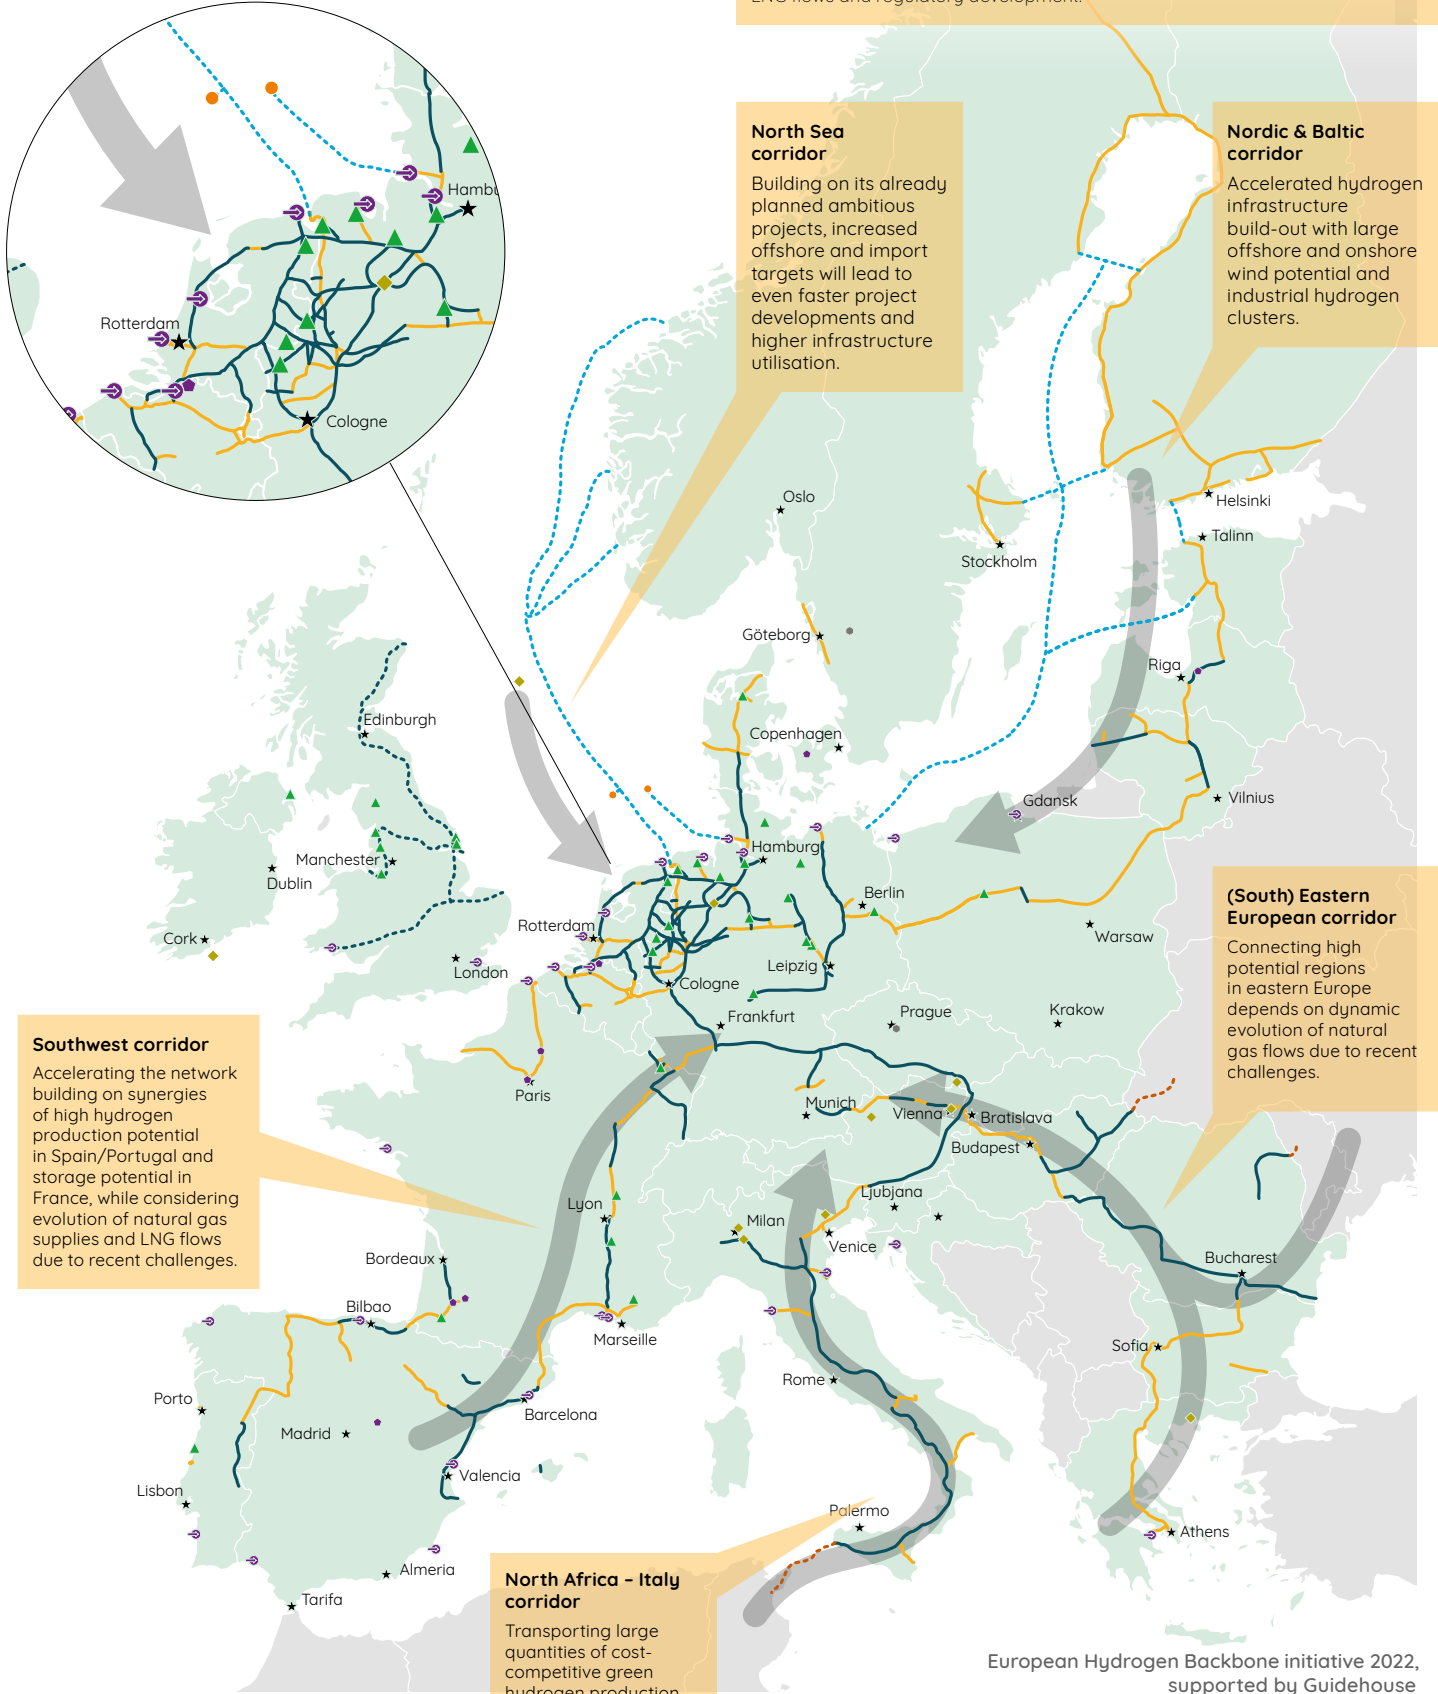 LNG flows and regulatory development.
North Sea
corridor
Building on its already
planned ambitious
projects, increased
offshore and import
targets will lead to
even faster project
developments and
higher infrastructure
utilisation.
Nordic & Baltic
corridor
Accelerated hydrogen
infrastructure
build-out with large
offshore and onshore
wind potential and
industrial hydrogen
clusters.
Hambu
Rotterdam
Cologne
Oslo
Helsinki
Talinn
Stockholm
Göteborg
Riga
Edinburgh
Copenhagen
Gdansk
Vilnius
Hamburg
Manchester
Dublin
Berlin
Rotterdam
Warsaw
Cork
London
Leipzig
Cologne
(South) Eastern
European corridor
Connecting high
potential regions
in eastern Europe
depends on dynamic
evolution of natural
gas flows due to recent
challenges.
Frankfurt
Prague
Krakow
Southwest corridor
Accelerating the network
building on synergies
of high hydrogen
production potential
in Spain/Portugal and
storage potential in
France, while considering
evolution of natural gas
supplies and LNG flows
due to recent challenges.
Paris
Munich
Vienna
Bratislava
Budapest
Lyon
Ljubjana
Milan
Venice
Bordeaux
Bucharest
Bilbao
Marseille
Sofia
Rome
Porto
Barcelona
Madrid
Valencia
Lisbon
Palermo
Athens
Almeria
Tarifa
North Africa – Italy
corridor
Transporting large
quantities of cost-
competitive green
hydrogen production
European Hydrogen Backbone initiative 2022,
supported by Guidehouse